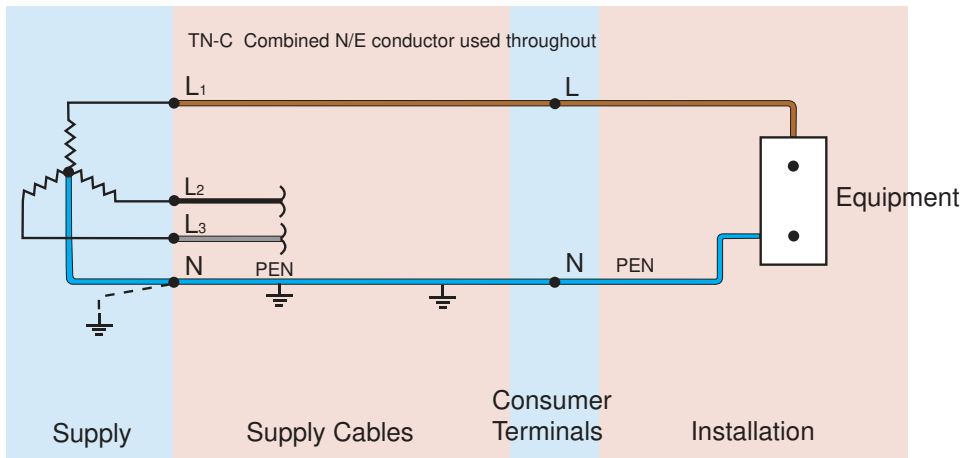 TN-C Combined N/E conductor used throughout
L1
L
L2
Equipment
L3
N
PEN
N
PEN
Supply
Supply Cables
Consumer
Terminals
Installation